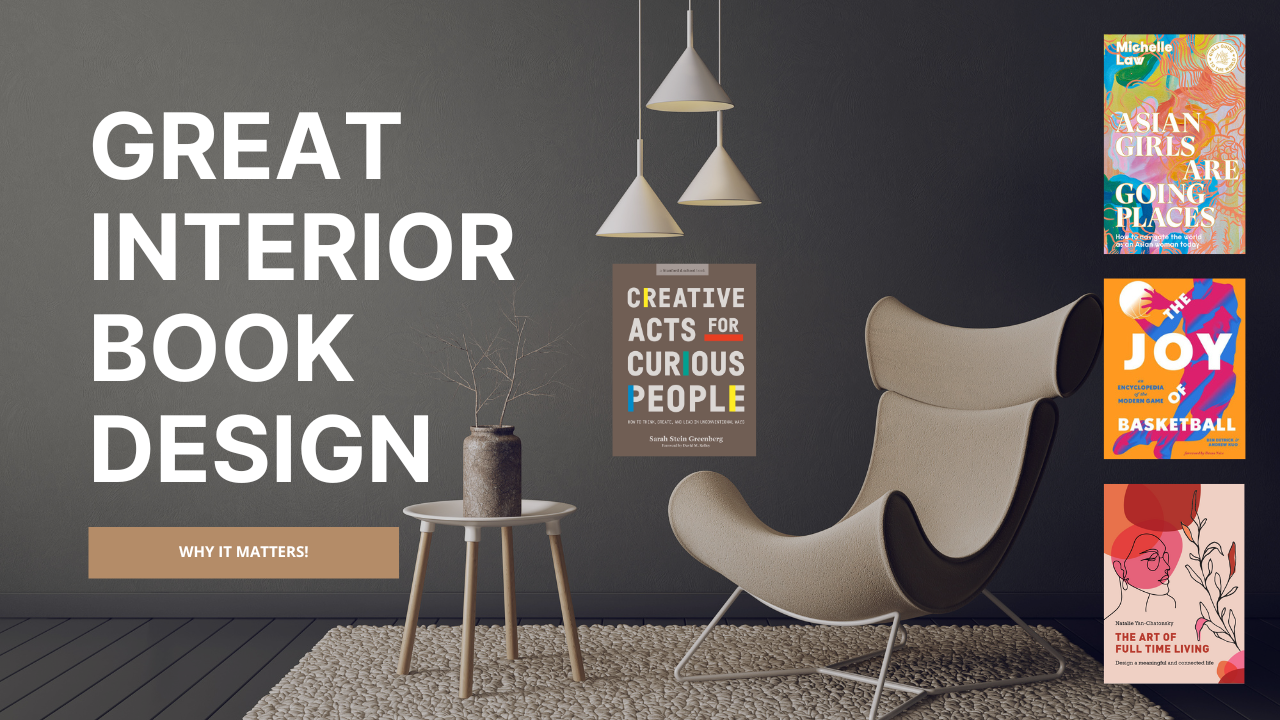 GREAT
INTERIOR
BOOK
DESIGN
WHY IT MATTERS!
CREATIVE
ACTS FOR
CURIOUS
PEOPLE
HOW TO THINK, CREATE, AND LEAD IN UNCONVENTIONAL WAYS
Sarah Stein Greenberg
Michelle
Law
ASIAN
GIRLS
ARE
GOING
PLACES
How to navigate the world
as an Asian woman today
THE
JOY
OF
AN
ENCYCLOPEDIA
of the
MODERN GAME
BASKETBALL
Natalie Yan-Chatonsky
THE ART OF
FULL TIME LIVING
Design a meaningful and connected life